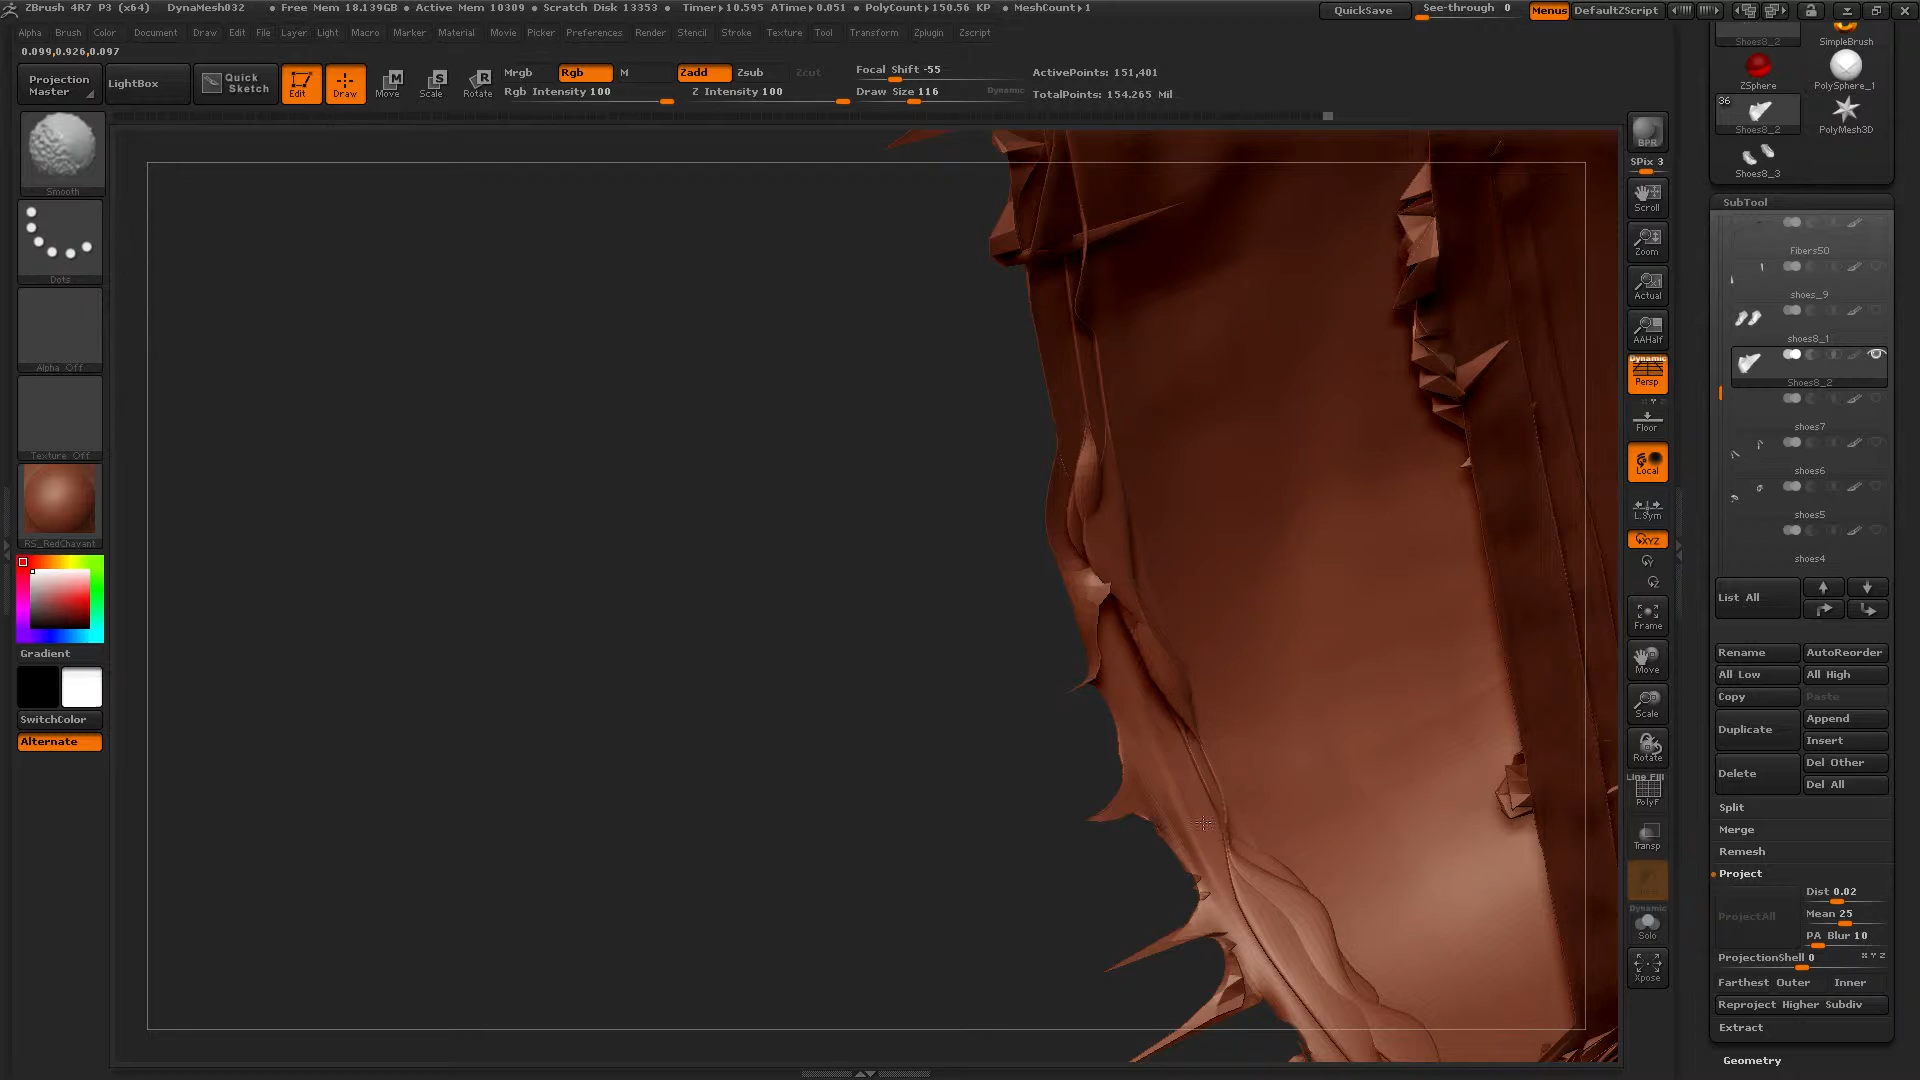 ZBrush 4R7 P3 (x64) DynaMesh032 • Free Mem 18.139GB • Active Mem 10309 • Scratch Disk 13353 • Timer▸10.595 ATime▸0.051 • PolyCount▸150.56 KP • MeshCount▸1
QuickSave
See-through 0
Menus
DefaultZScript
Alpha Brush Color Document Draw Edit File Layer Light Macro Marker Material Movie Picker Preferences Render Stencil Stroke Texture Tool Transform Zplugin Zscript
0.099,0.926,0.097
Projection Master
LightBox
Quick Sketch
Edit
Draw
Move
Scale
Rotate
Mrgb Rgb M
Rgb Intensity 100
Zadd Zsub Zcut
Z Intensity 100
Focal Shift -55
Draw Size 116
Dynamic
ActivePoints: 151,401
TotalPoints: 154.265 Mil
Smooth
Dots
Alpha Off
Texture Off
RS_RedChavant
Gradient
SwitchColor
Alternate
BPR
SPix 3
Scroll
Zoom
Actual
AAHalf
Dynamic
Persp
Floor
Local
L.Sym
XYZ
Frame
Move
Scale
Rotate
Line Fill
PolyF
Transp
Dynamic
Solo
Xpose
Shoes8_2
SimpleBrush
ZSphere
PolySphere_1
36
Shoes8_2
PolyMesh3D
Shoes8_3
SubTool
Fibers50
shoes_9
shoes8_1
Shoes8_2
shoes7
shoes6
shoes5
shoes4
List All
Rename AutoReorder
All Low All High
Copy Paste
Duplicate Append
Insert
Delete Del Other
Del All
Split
Merge
Remesh
Project
ProjectAll
Dist 0.02
Mean 25
PA Blur 10
ProjectionShell 0
X Y Z
Farthest Outer Inner
Reproject Higher Subdiv
Extract
Geometry